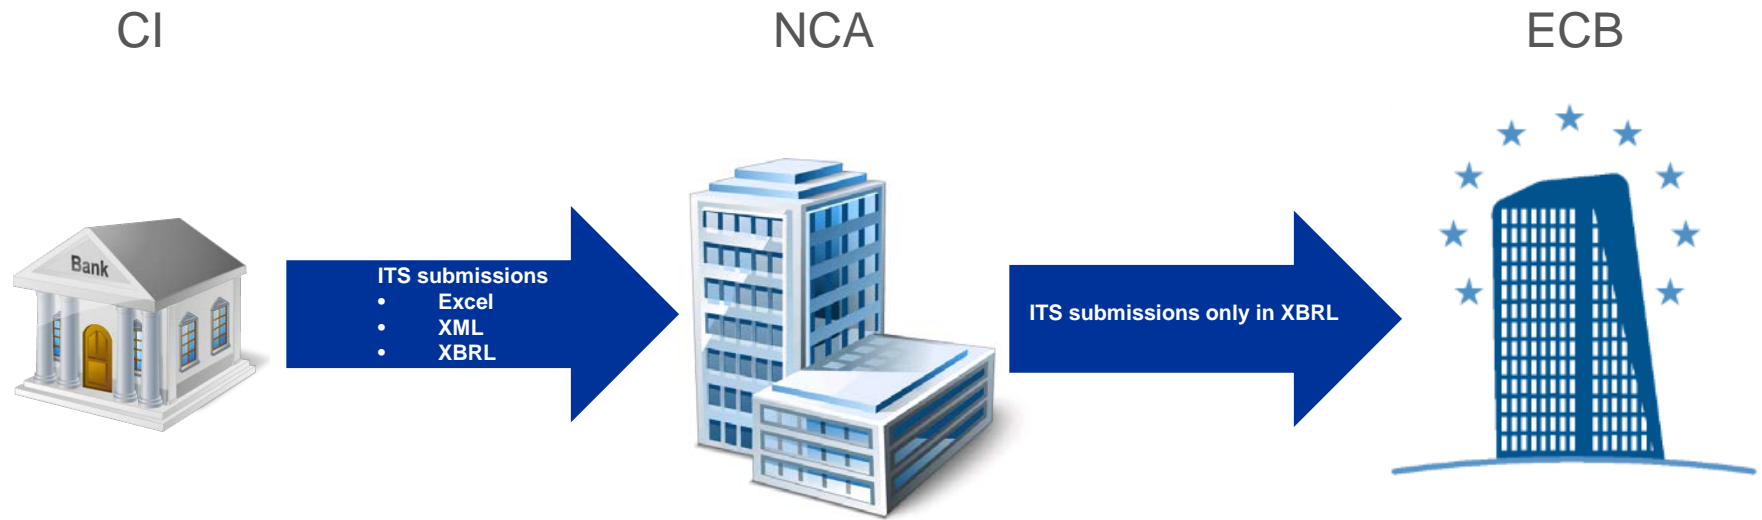 CI
NCA
ECB
Bank
ITS submissions
• Excel
• XML
• XBRL
ITS submissions only in XBRL